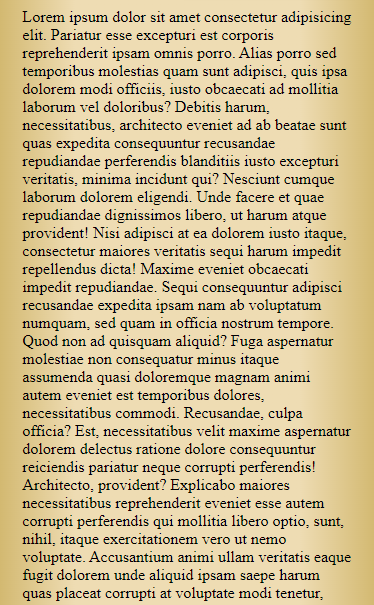 Lorem ipsum dolor sit amet consectetur adipisicing
elit. Pariatur esse excepturi est corporis
reprehenderit ipsam omnis porro. Alias porro sed
temporibus molestias quam sunt adipisci, quis ipsa
dolorem modi officiis, iusto obcaecati ad mollitia
laborum vel doloribus? Debitis harum,
necessitatibus, architecto eveniet ad ab beatae sunt
quas expedita consequuntur recusandae
repudiandae perferendis blanditiis iusto excepturi
veritatis, minima incidunt qui? Nesciunt cumque
laborum dolorem eligendi. Unde facere et quae
repudiandae dignissimos libero, ut harum atque
provident! Nisi adipisci at ea dolorem iusto itaque,
consectetur maiores veritatis sequi harum impedit
repellendus dicta! Maxime eveniet obcaecati
impedit repudiandae. Sequi consequuntur adipisci
recusandae expedita ipsam nam ab voluptatum
numquam, sed quam in officia nostrum tempore.
Quod non ad quisquam aliquid? Fuga aspernatur
molestiae non consequatur minus itaque
assumenda quasi doloremque magnam animi
autem eveniet est temporibus dolores,
necessitatibus commodi. Recusandae, culpa
officia? Est, necessitatibus velit maxime aspernatur
dolorem delectus ratione dolore consequuntur
reiciendis pariatur neque corrupti perferendis!
Architecto, provident? Explicabo maiores
necessitatibus reprehenderit eveniet esse autem
corrupti perferendis qui mollitia libero optio, sunt,
nihil, itaque exercitationem vero ut nemo
voluptate. Accusantium animi ullam veritatis eaque
fugit dolorem unde aliquid ipsam saepe harum
quas placeat corrupti at voluptate modi tenetur,